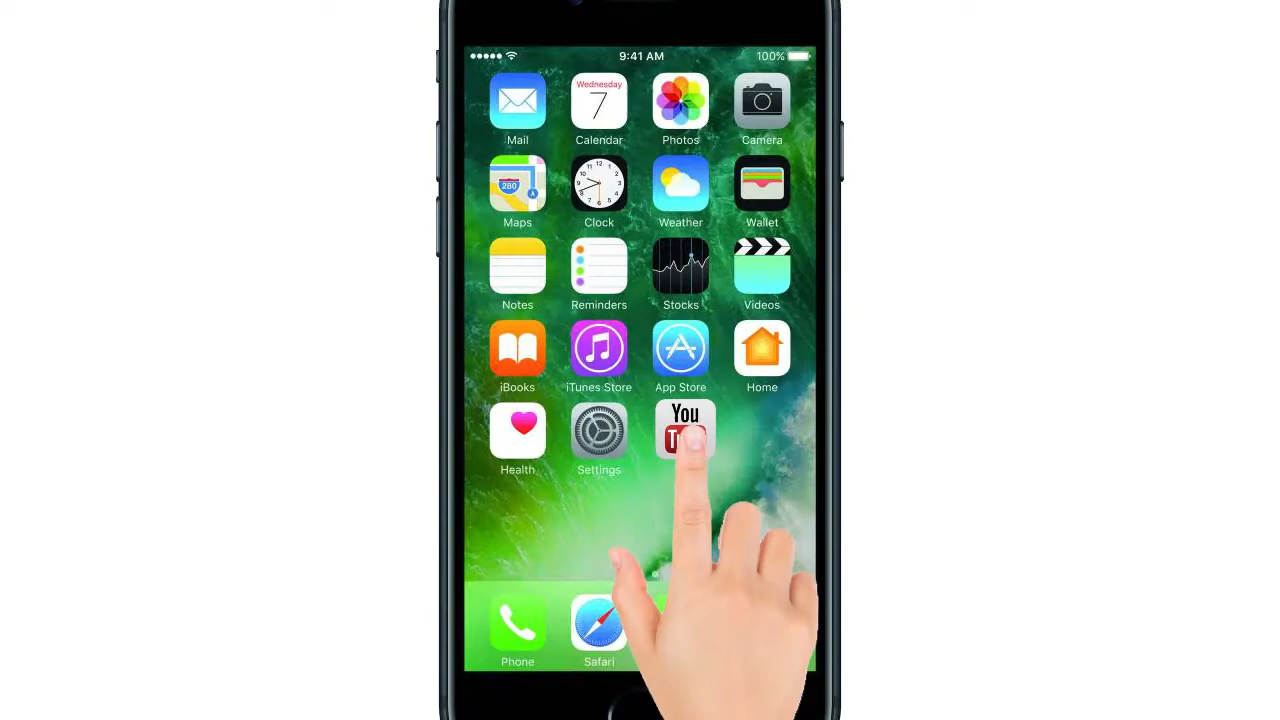 9:41 AM 100%
Wednesday
7
Mail Calendar Photos Camera
280
Maps Clock Weather Wallet
Notes Reminders Stocks Videos
iBooks iTunes Store App Store Home
You
Health Settings
Phone Safari